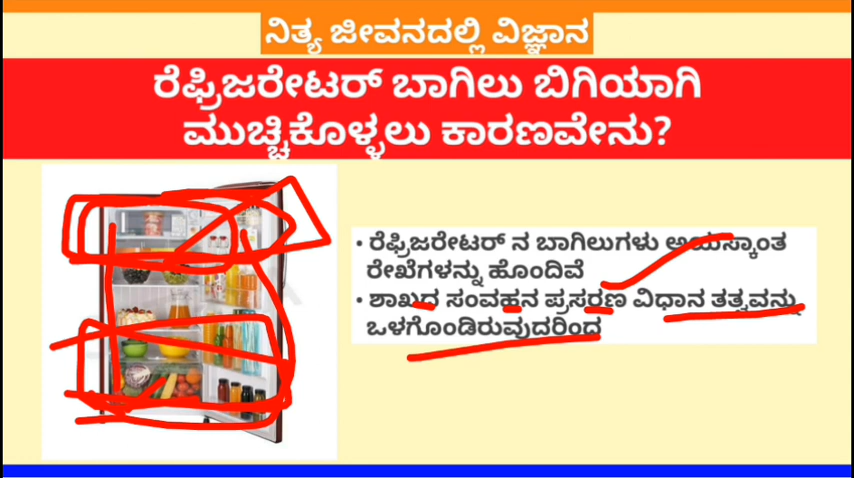 ನಿತ್ಯ ಜೀವನದಲ್ಲಿ ವಿಜ್ಞಾನ
ರೆಫ್ರಿಜರೇಟರ್ ಬಾಗಿಲು ಬಿಗಿಯಾಗಿ
ಮುಚ್ಚಿಕೊಳ್ಳಲು ಕಾರಣವೇನು?
• ರೆಫ್ರಿಜರೇಟರ್ ನ ಬಾಗಿಲುಗಳು ಅಯಸ್ಕಾಂತ
ರೇಖೆಗಳನ್ನು ಹೊಂದಿವೆ
• ಶಾಖದ ಸಂವಹನ ಪ್ರಸರಣ ವಿಧಾನ ತತ್ವವನ್ನು
ಒಳಗೊಂಡಿರುವುದರಿಂದ